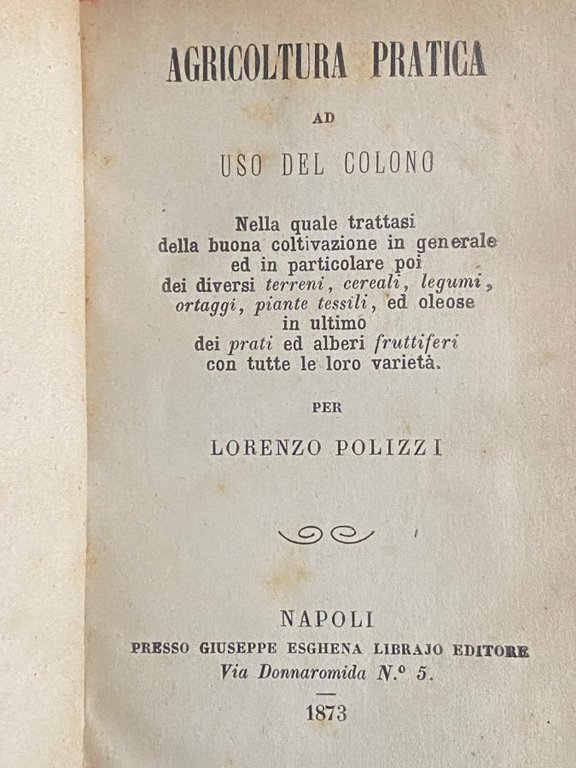 AGRICOLTURA PRATICA
AD
USO DEL COLONO
Nella quale trattasi
della buona coltivazione in generale
ed in particolare poi
dei diversi terreni, cereali, legumi,
ortaggi, piante tessili, ed oleose
in ultimo
dei prati ed alberi fruttiferi
con tutte le loro varietà.
PER
LORENZO POLIZZI
NAPOLI
PRESSO GIUSEPPE ESGHENA LIBRAJO EDITORE
Via Donnaromida N.º 5.
1873